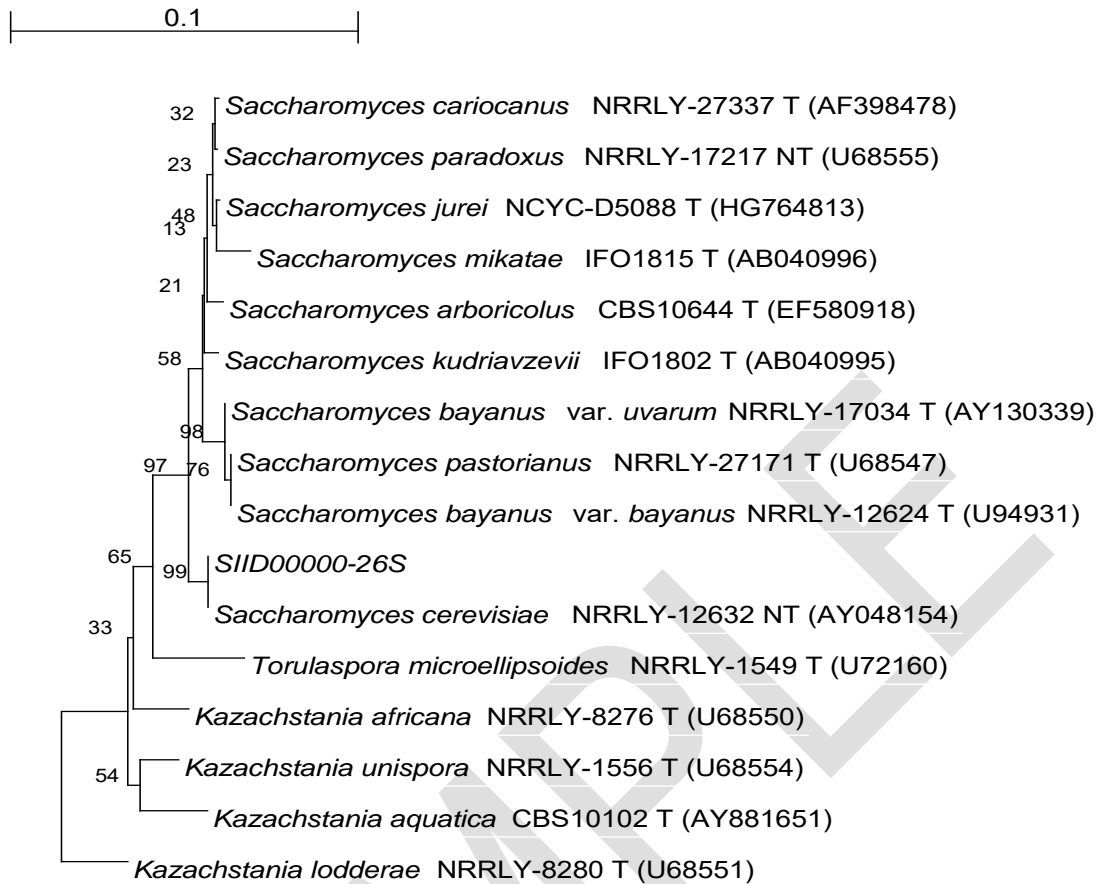 0.1
32
Saccharomyces cariocanus NRRLY-27337 T (AF398478)
23
Saccharomyces paradoxus NRRLY-17217 NT (U68555)
48
Saccharomyces jurei NCYC-D5088 T (HG764813)
13
Saccharomyces mikatae IFO1815 T (AB040996)
21
Saccharomyces arboricolus CBS10644 T (EF580918)
58
Saccharomyces kudriavzevii IFO1802 T (AB040995)
Saccharomyces bayanus var. uvarum NRRLY-17034 T (AY130339)
98
97
76
Saccharomyces pastorianus NRRLY-27171 T (U68547)
Saccharomyces bayanus var. bayanus NRRLY-12624 T (U94931)
65
99
SIID00000-26S
Saccharomyces cerevisiae NRRLY-12632 NT (AY048154)
33
Torulaspora microellipsoides NRRLY-1549 T (U72160)
Kazachstania africana NRRLY-8276 T (U68550)
54
Kazachstania unispora NRRLY-1556 T (U68554)
Kazachstania aquatica CBS10102 T (AY881651)
Kazachstania lodderae NRRLY-8280 T (U68551)
MPLE